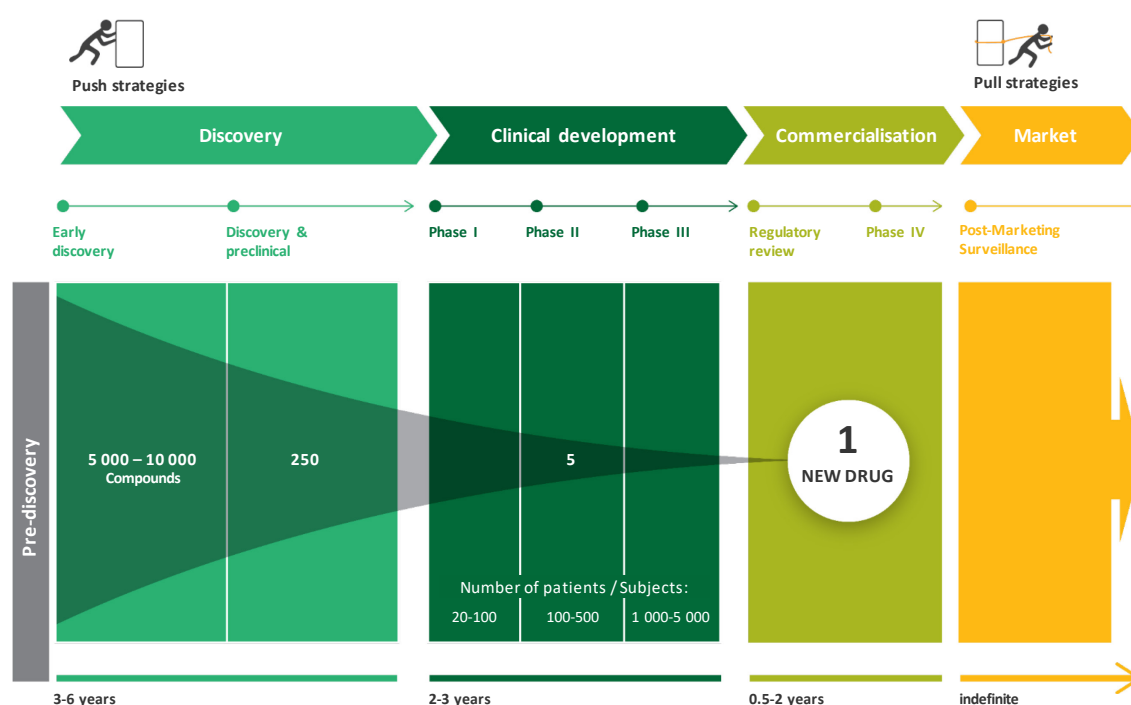 Push strategies
Pull strategies
Discovery
Clinical development
Commercialisation
Market
Early
discovery
Discovery &
preclinical
Phase I
Phase II
Phase III
Regulatory
review
Phase IV
Post-Marketing
Surveillance
Pre-discovery
5 000 – 10 000
Compounds
250
5
1
NEW DRUG
Number of patients / Subjects:
20-100
100-500
1 000-5 000
3-6 years
2-3 years
0.5-2 years
indefinite